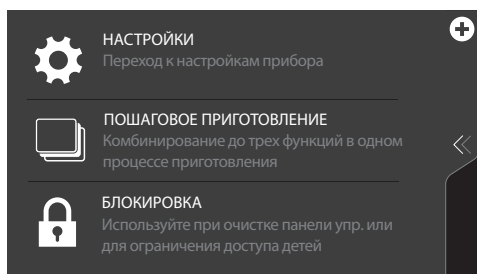 НАСТРОЙКИ
Переход к настройкам прибора
ПОШАГОВОЕ ПРИГОТОВЛЕНИЕ
Комбинирование до трех функций в одном
процессе приготовления
БЛОКИРОВКА
Используйте при очистке панели упр. или
для ограничения доступа детей